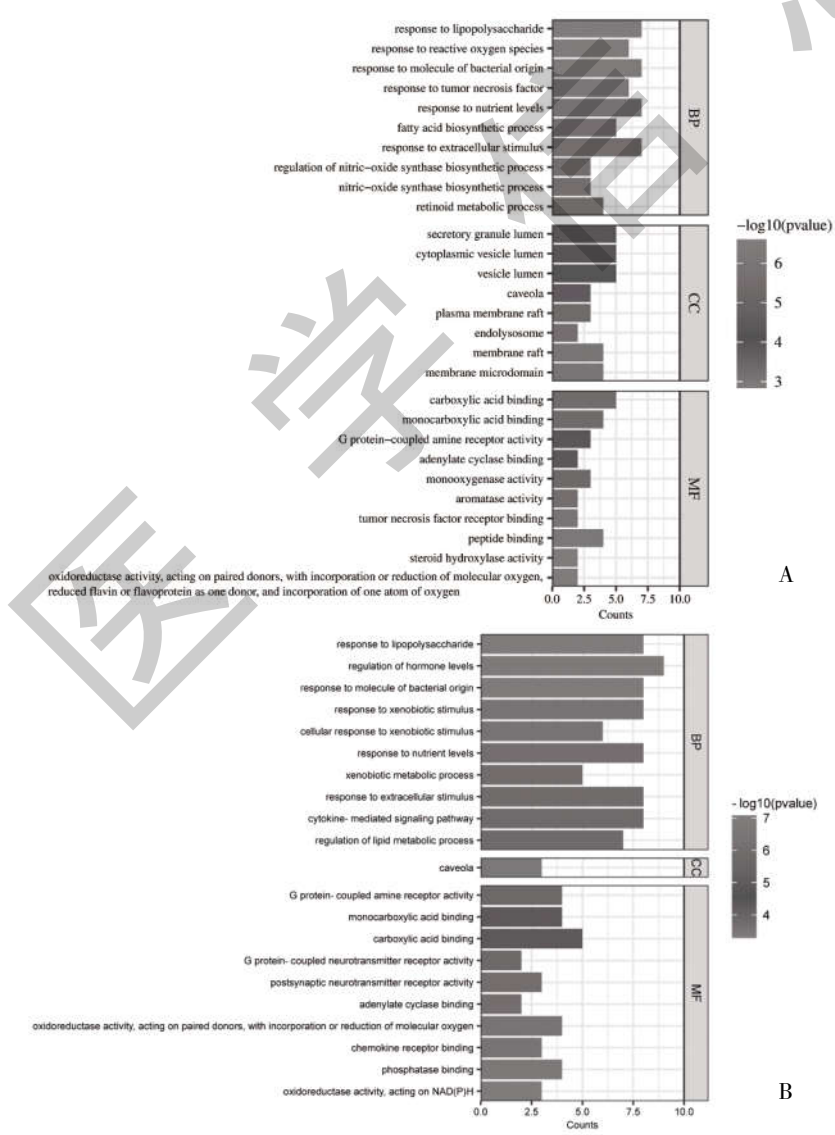 response to lipopolysaccharide
response to reactive oxygen species
response to molecule of bacterial origin
response to tumor necrosis factor
response to nutrient levels
fatty acid biosynthetic process
response to extracellular stimulus
regulation of nitric−oxide synthase biosynthetic process
nitric−oxide synthase biosynthetic process
retinoid metabolic process
BP
secretory granule lumen
cytoplasmic vesicle lumen
vesicle lumen
caveola
plasma membrane raft
endolysosome
membrane raft
membrane microdomain
CC
carboxylic acid binding
monocarboxylic acid binding
G protein−coupled amine receptor activity
adenylate cyclase binding
monooxygenase activity
aromatase activity
tumor necrosis factor receptor binding
peptide binding
steroid hydroxylase activity
oxidoreductase activity, acting on paired donors, with incorporation or reduction of molecular oxygen,
reduced flavin or flavoprotein as one donor, and incorporation of one atom of oxygen
MF
0.0 2.5 5.0 7.5 10.0
Counts
−log10(pvalue)
6
5
4
3
A
response to lipopolysaccharide
regulation of hormone levels
response to molecule of bacterial origin
response to xenobiotic stimulus
cellular response to xenobiotic stimulus
response to nutrient levels
xenobiotic metabolic process
response to extracellular stimulus
cytokine- mediated signaling pathway
regulation of lipid metabolic process
BP
caveola
CC
G protein- coupled amine receptor activity
monocarboxylic acid binding
carboxylic acid binding
G protein- coupled neurotransmitter receptor activity
postsynaptic neurotransmitter receptor activity
adenylate cyclase binding
oxidoreductase activity, acting on paired donors, with incorporation or reduction of molecular oxygen
chemokine receptor binding
phosphatase binding
oxidoreductase activity, acting on NAD(P)H
MF
0.0 2.5 5.0 7.5 10.0
Counts
- log10(pvalue)
7
6
5
4
B
医学信